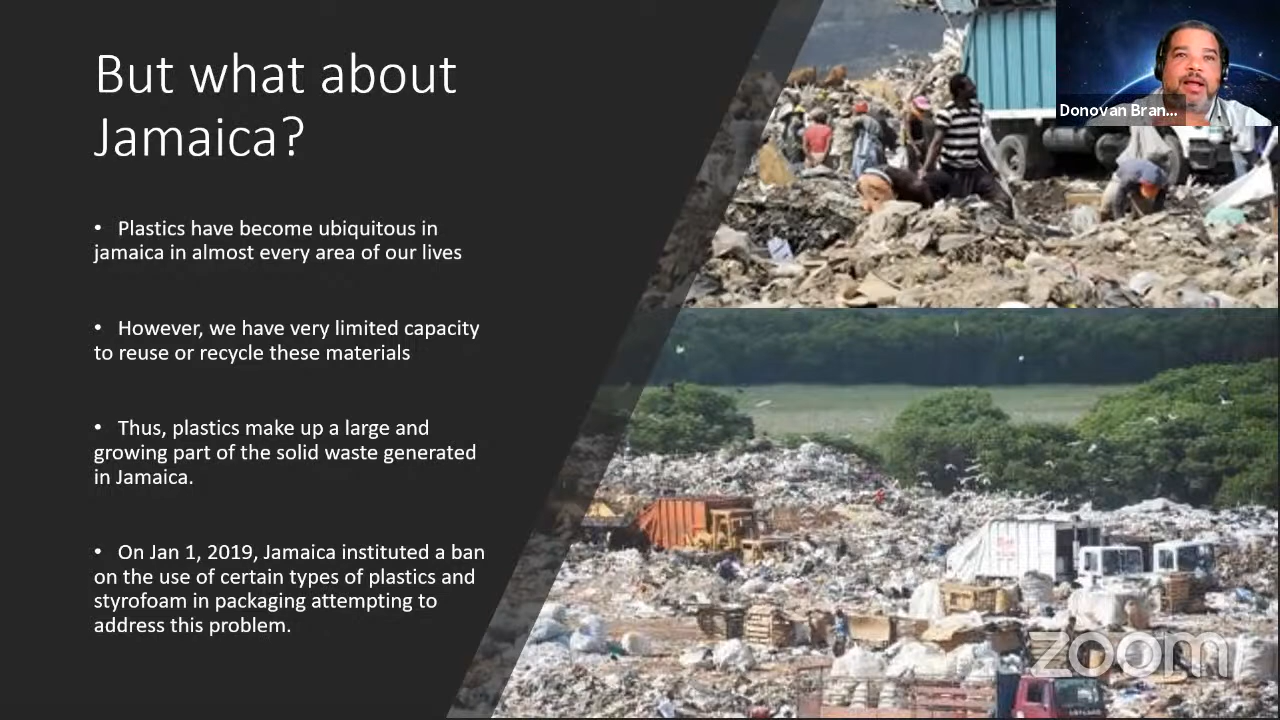 But what about
Jamaica?
• Plastics have become ubiquitous in
jamaica in almost every area of our lives
• However, we have very limited capacity
to reuse or recycle these materials
• Thus, plastics make up a large and
growing part of the solid waste generated
in Jamaica.
• On Jan 1, 2019, Jamaica instituted a ban
on the use of certain types of plastics and
styrofoam in packaging attempting to
address this problem.
Donovan Bran...
zoom